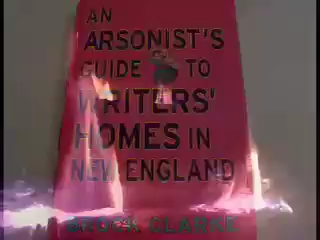 AN
ARSONIST'S
GUIDE TO
WRITERS'
HOMES IN
NEW ENGLAND
BROCK CLARKE